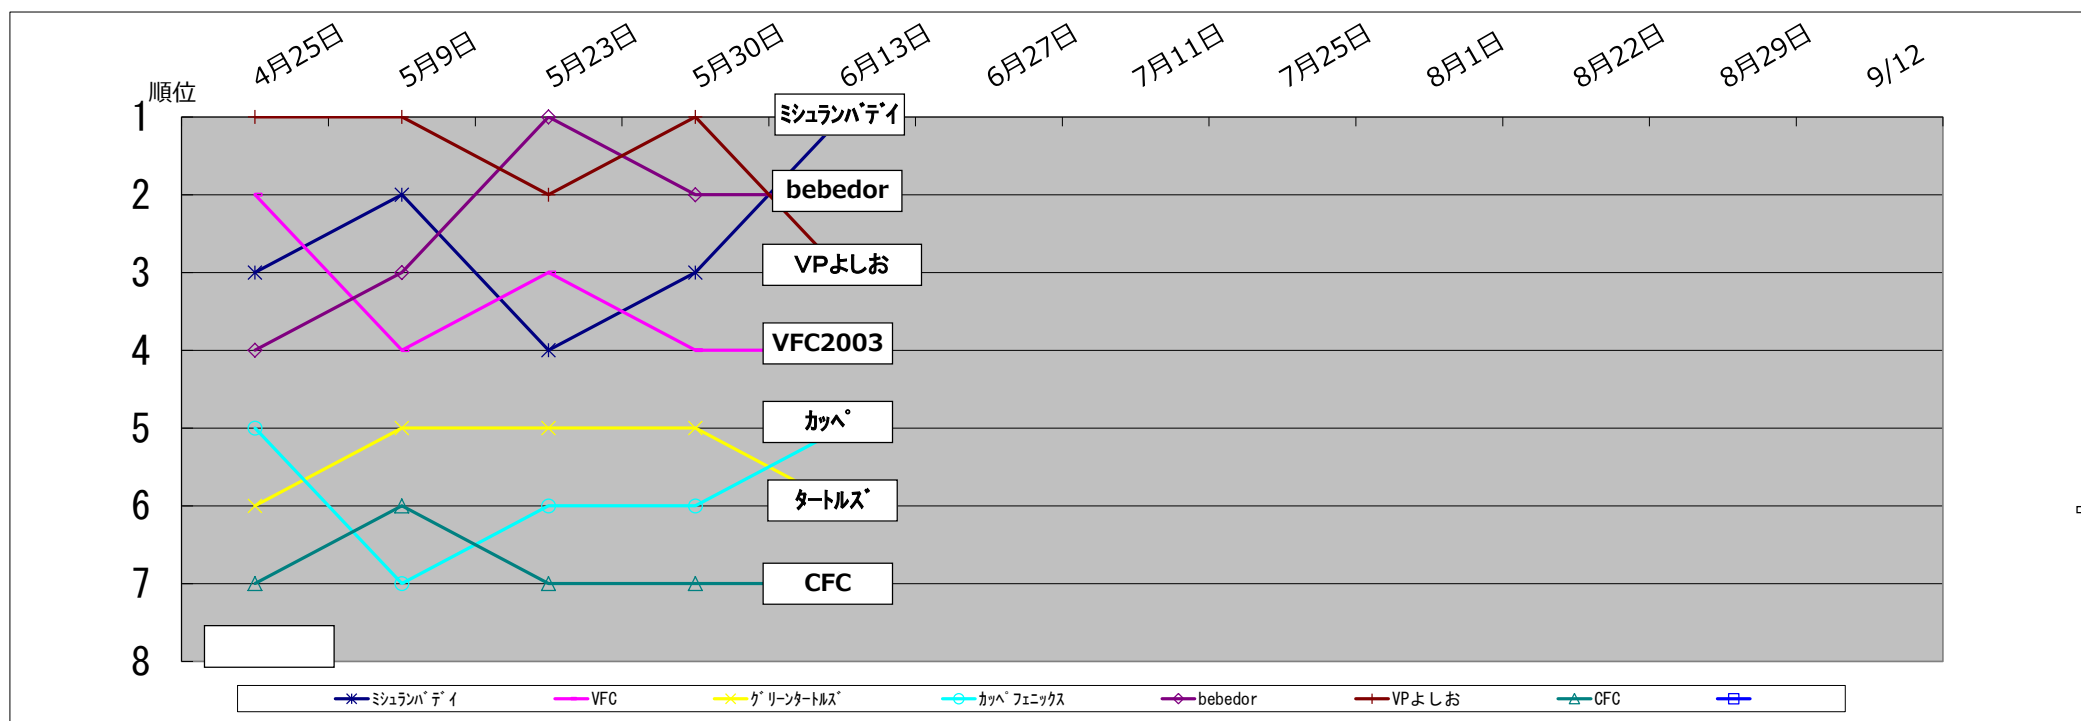 4月25日 5月9日 5月23日 5月30日 6月13日 6月27日 7月11日 7月25日 8月1日 8月22日 8月29日 9/12
順位
1
ﾐｼｭﾗﾝﾊﾞﾃﾞｲ
2
bebedor
3
ＶＰよしお
4
VFC2003
5
ｶｯﾍﾟ
6
ﾀｰﾄﾙｽﾞ
7
CFC
8
ﾐｼｭﾗﾝﾊﾞﾃﾞｲ VFC ｸﾞﾘｰﾝﾀｰﾄﾙｽﾞ ｶｯﾍﾟﾌｪﾆｯｸｽ bebedor VPよしお CFC